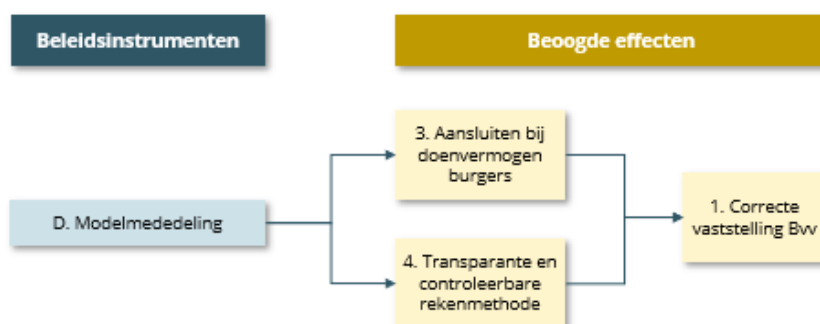 Beleidsinstrumenten
Beoogde effecten
3. Aansluiten bij
doenvermogen
burgers
D. Modelmededeling
1. Correcte
vaststelling Bvv
4. Transparante en
controleerbare
rekenmethode